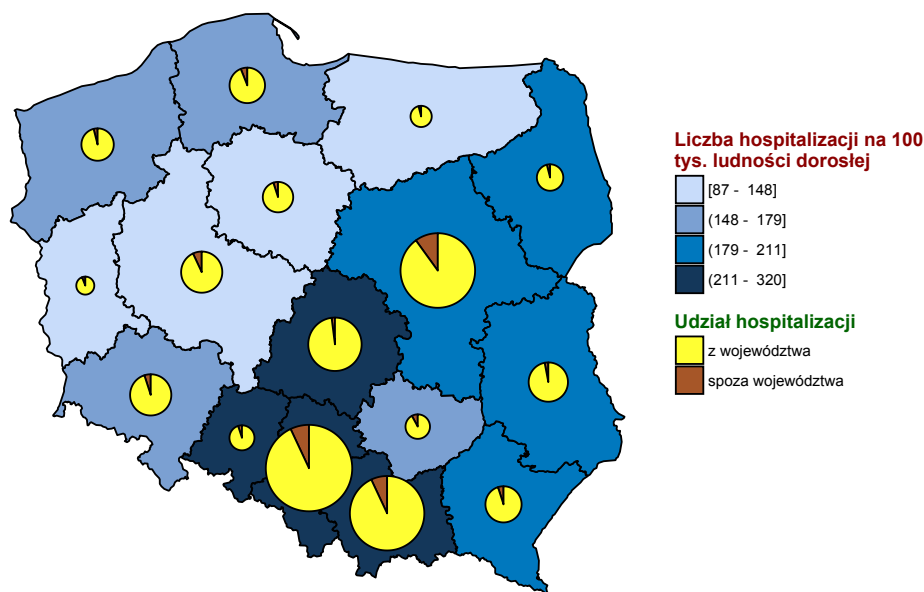 Liczba hospitalizacji na 100
tys. ludności dorosłej
[87 - 148]
(148 - 179]
(179 - 211]
(211 - 320]
Udział hospitalizacji
z województwa
spoza województwa